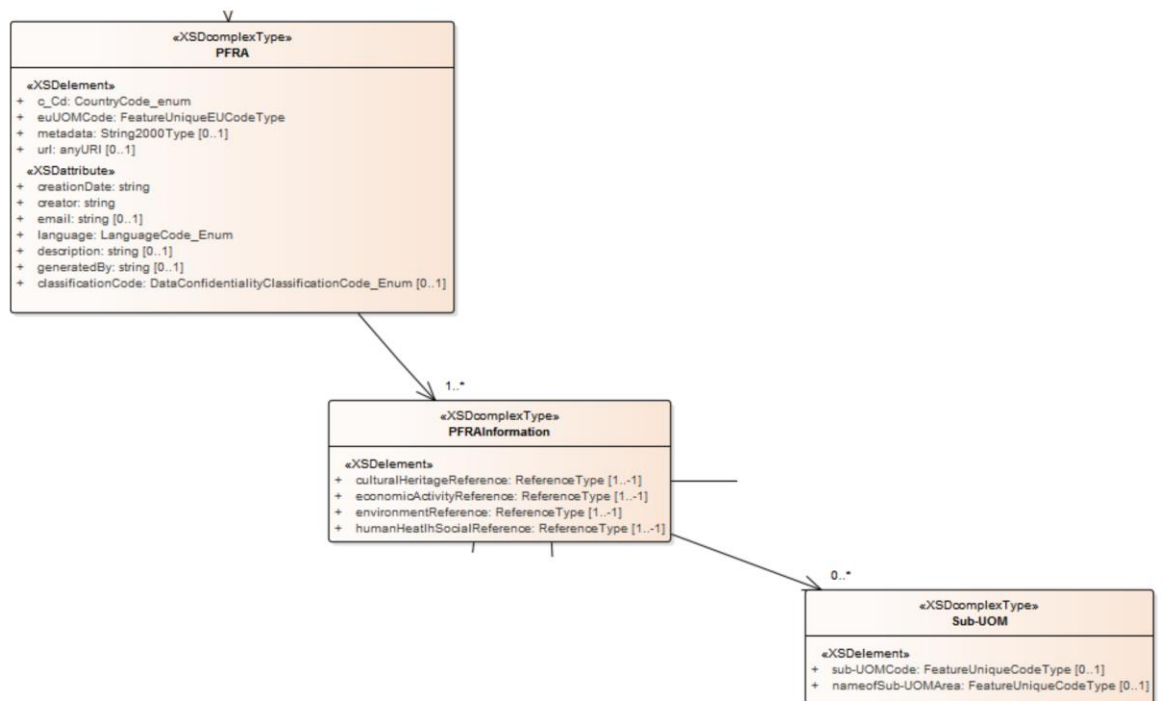 «XSDcomplexType»
PFRA
«XSDelement»
+ c_Cd: CountryCode_enum
+ euUOMCode: FeatureUniqueEUCodeType
+ metadata: String2000Type [0..1]
+ url: anyURI [0..1]
«XSDattribute»
+ creationDate: string
+ creator: string
+ email: string [0..1]
+ language: LanguageCode_Enum
+ description: string [0..1]
+ generatedBy: string [0..1]
+ classificationCode: DataConfidentialityClassificationCode_Enum [0..1]
1..*
«XSDcomplexType»
PFRAInformation
«XSDelement»
+ culturalHeritageReference: ReferenceType [1..-1]
+ economicActivityReference: ReferenceType [1..-1]
+ environmentReference: ReferenceType [1..-1]
+ humanHeatlhSocialReference: ReferenceType [1..-1]
0..*
«XSDcomplexType»
Sub-UOM
«XSDelement»
+ sub-UOMCode: FeatureUniqueCodeType [0..1]
+ nameofSub-UOMArea: FeatureUniqueCodeType [0..1]